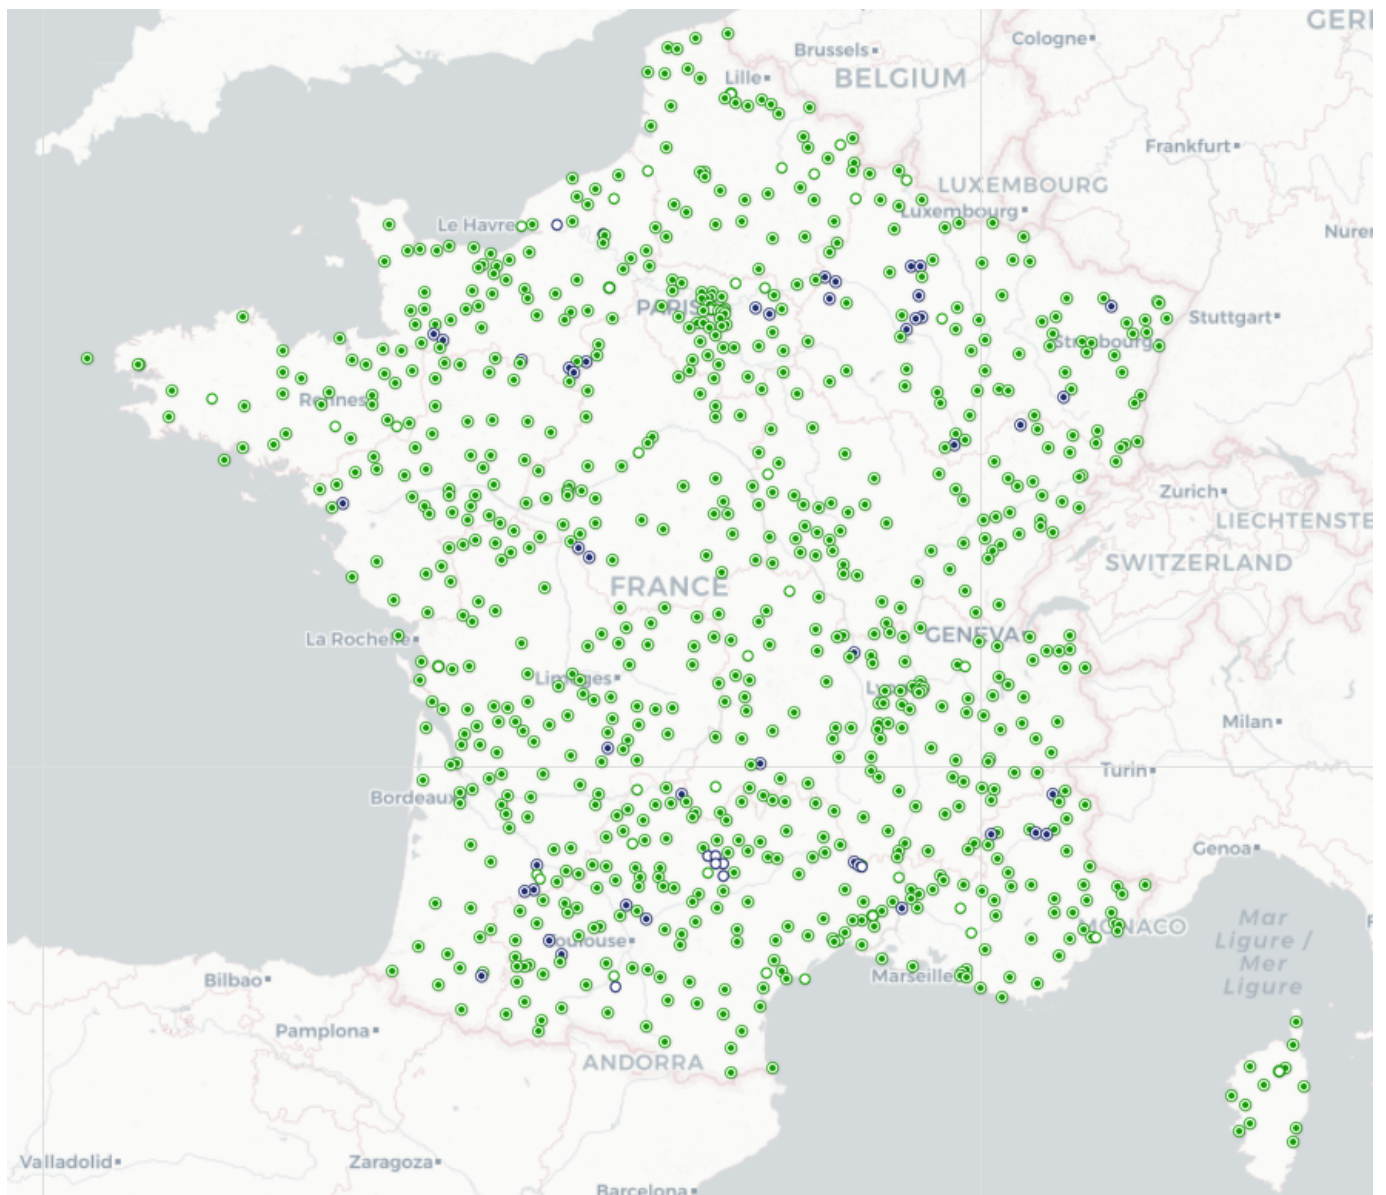 GERI
Cologne
Brussels
Lille
BELGIUM
Frankfurt
LUXEMBOURG
Luxembourg
Le Havre
Nurer
PARIS
Stuttgart
Strasbourg
Rennes
Zurich
LIECHTENSTE
SWITZERLAND
FRANCE
La Rochelle
GENEVA
Limoges
Lyon
Milan
Turin
Bordeaux
Genoa
Mar
Ligure /
Mer
Ligure
MONACO
Toulouse
Marseille
Bilbao
Pamplona
ANDORRA
Valladolid
Zaragoza
Barcelona